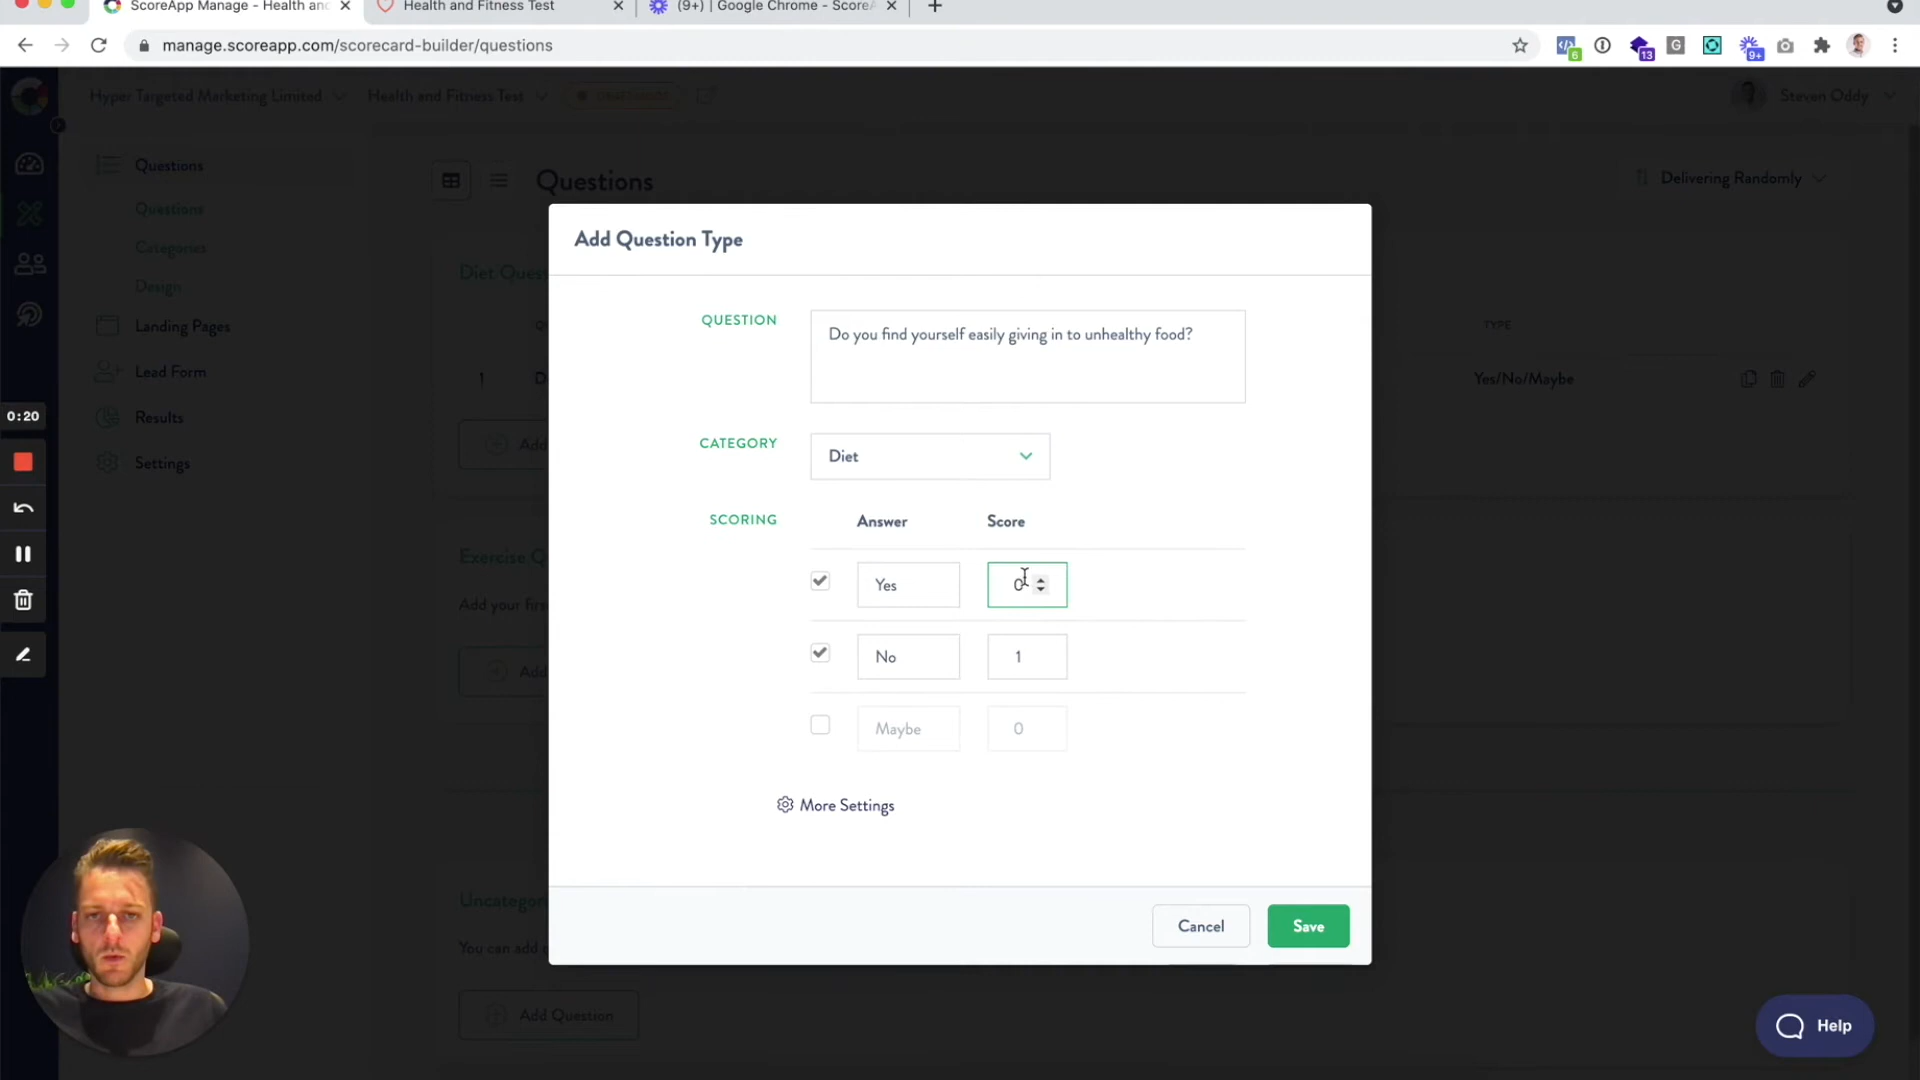 ScoreApp Manage - Health and
Health and Fitness Test
(9+) | Google Chrome - ScoreA
manage.scoreapp.com/scorecard-builder/questions
6
13
G
9+
Hyper Targeted Marketing Limited
Health and Fitness Test
Steven Oddy
Questions
Questions
Categories
Design
Landing Pages
Lead Form
Results
Settings
0:20
Questions
Delivering Randomly
Diet Ques
TYPE
1
D
Yes/No/Maybe
Add
Exercise Q
Add your firs
Add
Uncategori
You can add
Add Question
Add Question Type
QUESTION
Do you find yourself easily giving in to unhealthy food?
CATEGORY
Diet
SCORING
Answer
Score
Yes
0
No
1
Maybe
0
More Settings
Cancel
Save
Help